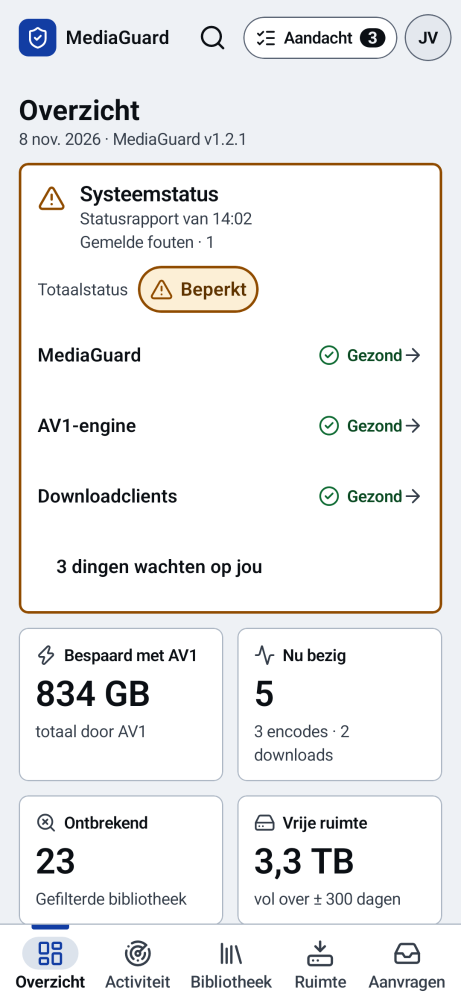 MediaGuard
Aandacht 3
JV
Overzicht
8 nov. 2026 · MediaGuard v1.2.1
Systeemstatus
Statusrapport van 14:02
Gemelde fouten · 1
Totaalstatus
Beperkt
MediaGuard
Gezond
AV1-engine
Gezond
Downloadclients
Gezond
3 dingen wachten op jou
Bespaard met AV1
834 GB
totaal door AV1
Nu bezig
5
3 encodes · 2
downloads
Ontbrekend
23
Gefilterde bibliotheek
Vrije ruimte
3,3 TB
vol over ± 300 dagen
Overzicht
Activiteit
Bibliotheek
Ruimte
Aanvragen